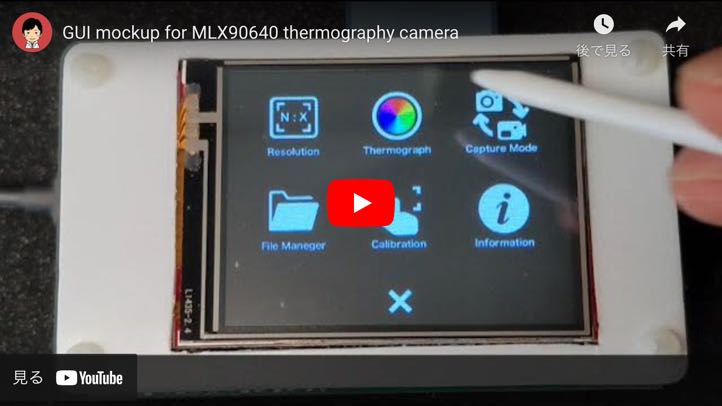 GUI mockup for MLX90640 thermography camera
後で見る
共有
N:X
Resolution
Thermograph
Capture Mode
File Maneger
Calibration
Information
LI435-2.4
見る
YouTube